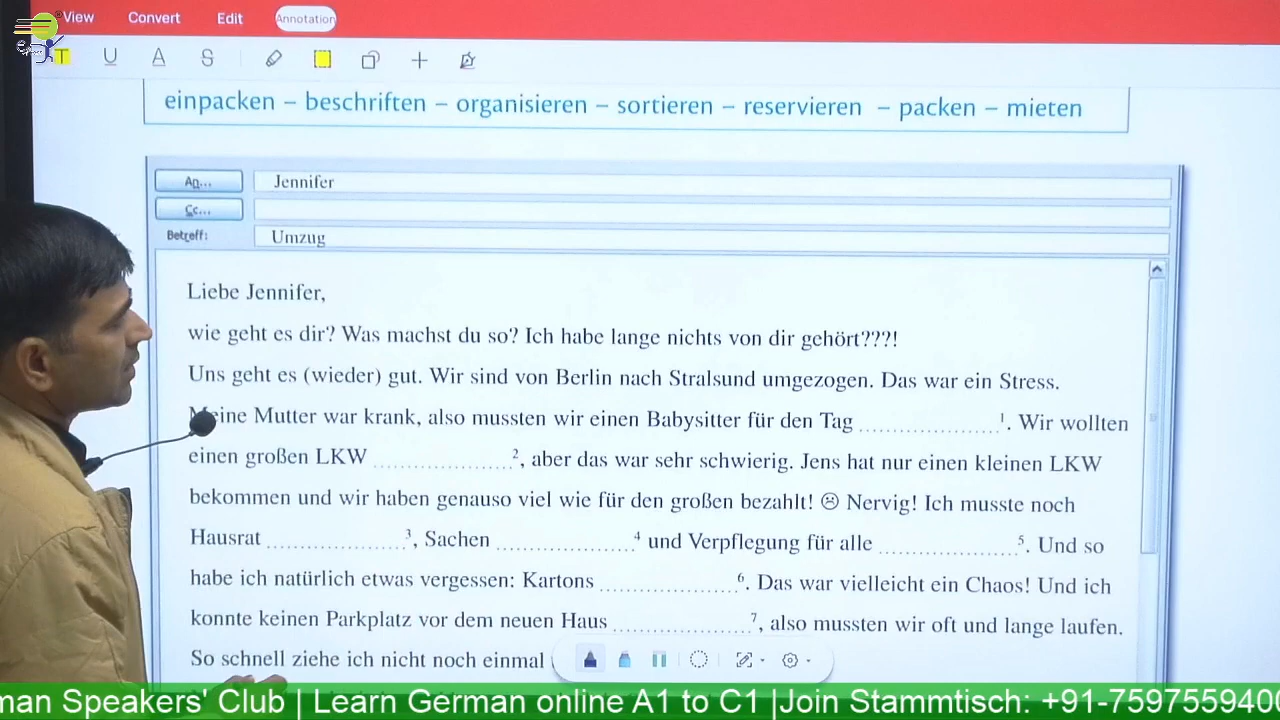 View Convert Edit Annotation
T U A S
einpacken – beschriften – organisieren – sortieren – reservieren – packen – mieten
An... Jennifer
Cc...
Betreff: Umzug
Liebe Jennifer,
wie geht es dir? Was machst du so? Ich habe lange nichts von dir gehört???!
Uns geht es (wieder) gut. Wir sind von Berlin nach Stralsund umgezogen. Das war ein Stress.
Meine Mutter war krank, also mussten wir einen Babysitter für den Tag ....................¹. Wir wollten
einen großen LKW ....................², aber das war sehr schwierig. Jens hat nur einen kleinen LKW
bekommen und wir haben genauso viel wie für den großen bezahlt! ☹ Nervig! Ich musste noch
Hausrat ....................³, Sachen ....................⁴ und Verpflegung für alle ....................⁵. Und so
habe ich natürlich etwas vergessen: Kartons ....................⁶. Das war vielleicht ein Chaos! Und ich
konnte keinen Parkplatz vor dem neuen Haus ....................⁷, also mussten wir oft und lange laufen.
So schnell ziehe ich nicht noch einmal
man Speakers' Club | Learn German online A1 to C1 |Join Stammtisch: +91-759755940